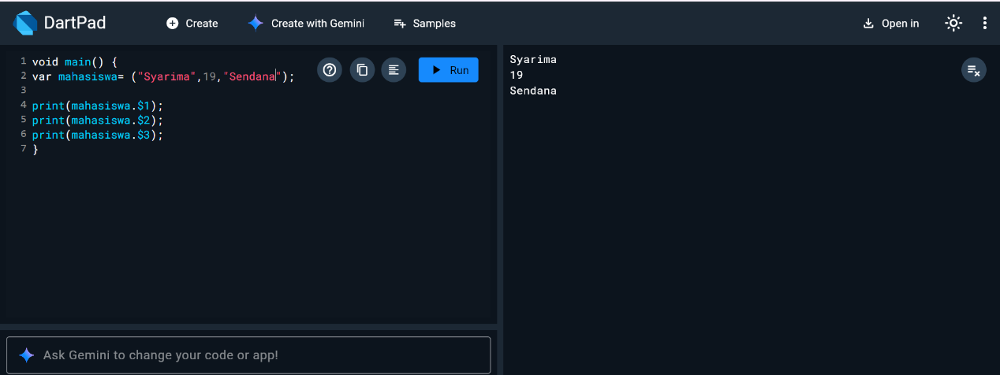 DartPad
Create
Create with Gemini
Samples
Open in
1 void main() {
2 var mahasiswa= ("Syarima",19,"Sendana");
3
4 print(mahasiswa.$1);
5 print(mahasiswa.$2);
6 print(mahasiswa.$3);
7 }
Run
Ask Gemini to change your code or app!
Syarima
19
Sendana